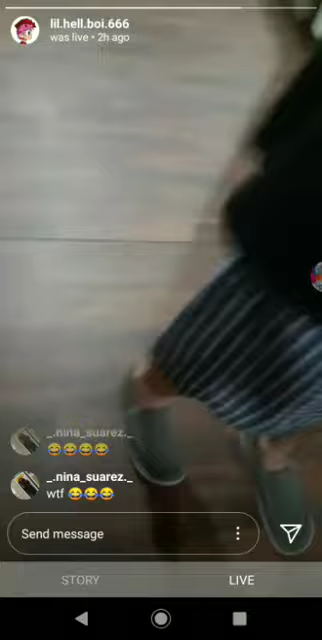 lil.hell.boi.666
was live • 2h ago
_.nina_suarez._
😂😂😂😂
_.nina_suarez._
wtf 😂😂😂
Send message
STORY LIVE